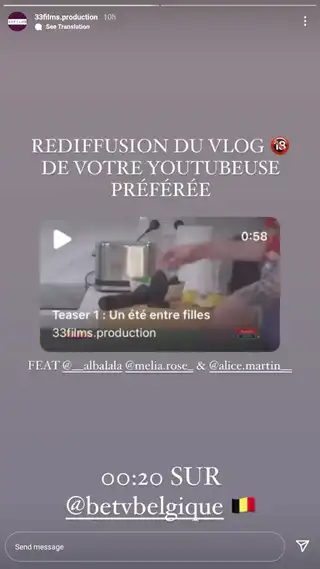 33films.production 10h
See Translation
REDIFFUSION DU VLOG 🔞
DE VOTRE YOUTUBEUSE
PRÉFÉRÉE
0:58
Teaser 1 : Un été entre filles
33films.production
FEAT @__albalala @melia.rose_ & @alice.martin__
00:20 SUR
@betvbelgique 🇧🇪
Send message